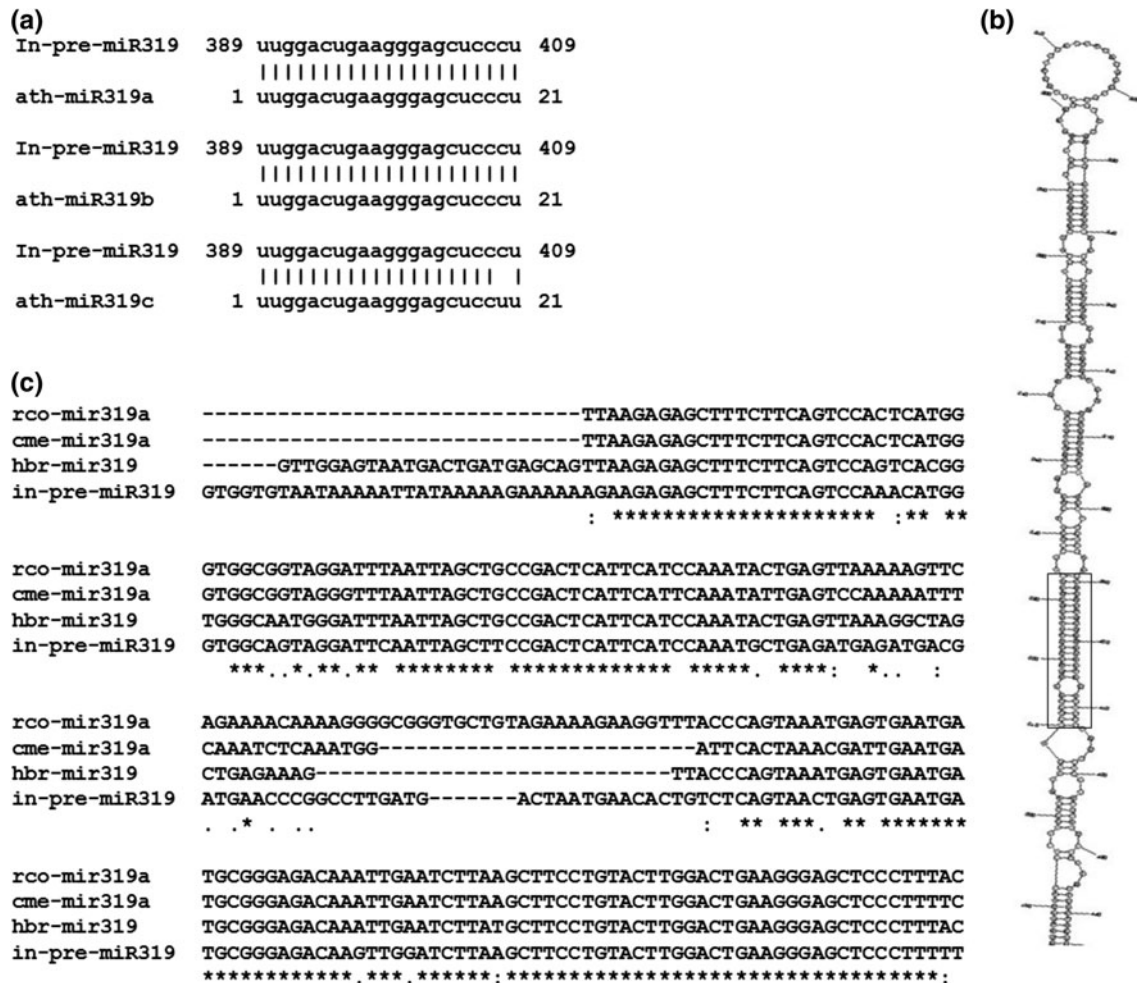 (a)
In-pre-miR319 389 uuggacugaagggagcucccu 409
||||||||||||||||||||| 
ath-miR319a 1 uuggacugaagggagcucccu 21
In-pre-miR319 389 uuggacugaagggagcucccu 409
|||||||||||||||||||||
ath-miR319b 1 uuggacugaagggagcucccu 21
In-pre-miR319 389 uuggacugaagggagcucccu 409
||||||||||||||||||| |
ath-miR319c 1 uuggacugaagggagcuccuu 21
(b)
(c)
rco-mir319a ------------------------------TTAAGAGAGCTTTCTTCAGTCCACTCATGG
cme-mir319a ------------------------------TTAAGAGAGCTTTCTTCAGTCCACTCATGG
hbr-mir319 ------GTTGGAGTAATGACTGATGAGCAGTTAAGAGAGCTTTCTTCAGTCCAGTCACGG
in-pre-miR319 GTGGTGTAATAAAAATTATAAAAAGAAAAAAGAAGAGAGCTTTCTTCAGTCCAAACATGG
: ********************* :** **
rco-mir319a GTGGCGGTAGGATTTAATTAGCTGCCGACTCATTCATCCAAATACTGAGTTAAAAAGTTC
cme-mir319a GTGGCGGTAGGGTTTAATTAGCTGCCGACTCATTCATTCAAATATTGAGTCCAAAAATTT
hbr-mir319 TGGGCAATGGGATTTAATTAGCTGCCGACTCATTCATCCAAATACTGAGTTAAAGGCTAG
in-pre-miR319 GTGGCAGTAGGATTCAATTAGCTTCCGACTCATTCATCCAAATGCTGAGATGAGATGACG
***..*.**.** ******** ************* *****. ****: *.. :
rco-mir319a AGAAAACAAAAGGGGCGGGTGCTGTAGAAAAGAAGGTTTACCCAGTAAATGAGTGAATGA
cme-mir319a CAAATCTCAAATGG-------------------------ATTCACTAAACGATTGAATGA
hbr-mir319 CTGAGAAAG----------------------------TTACCCAGTAAATGAGTGAATGA
in-pre-miR319 ATGAACCCGGCCTTGATG-------ACTAATGAACACTGTCTCAGTAACTGAGTGAATGA
. .* . .. : ** ***. ** *******
rco-mir319a TGCGGGAGACAAATTGAATCTTAAGCTTCCTGTACTTGGACTGAAGGGAGCTCCCTTTAC
cme-mir319a TGCGGGAGACAAATTGAATCTTAAGCTTCCTGTACTTGGACTGAAGGGAGCTCCCTTTTC
hbr-mir319 TGCGGGAGACAAATTGAATCTTATGCTTCCTGTACTTGGACTGAAGGGAGCTCCCTTTAC
in-pre-miR319 TGCGGGAGACAAGTTGGATCTTAAGCTTCCTGTACTTGGACTGAAGGGAGCTCCCTTTTT
************.***.******:**********************************: